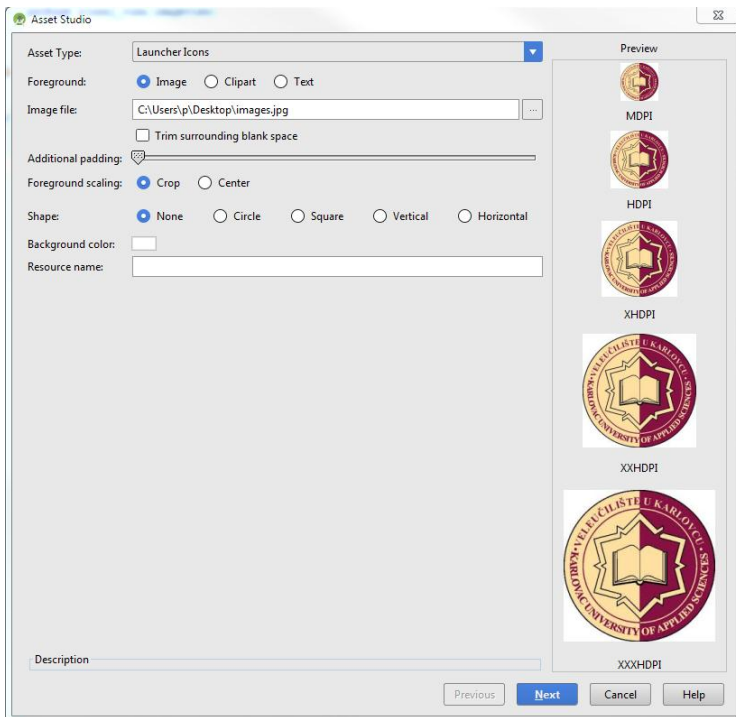 Asset Studio
Asset Type: Launcher Icons
Foreground: Image Clipart Text
Image file: C:\Users\p\Desktop\images.jpg ...
Trim surrounding blank space
Additional padding:
Foreground scaling: Crop Center
Shape: None Circle Square Vertical Horizontal
Background color:
Resource name:
Description
Preview
MDPI
HDPI
XHDPI
VELEUČILIŠTE U KARLOVCU
KARLOVAC UNIVERSITY OF APPLIED SCIENCES
XXHDPI
VELEUČILIŠTE U KARLOVCU
KARLOVAC UNIVERSITY OF APPLIED SCIENCES
XXXHDPI
Previous Next Cancel Help